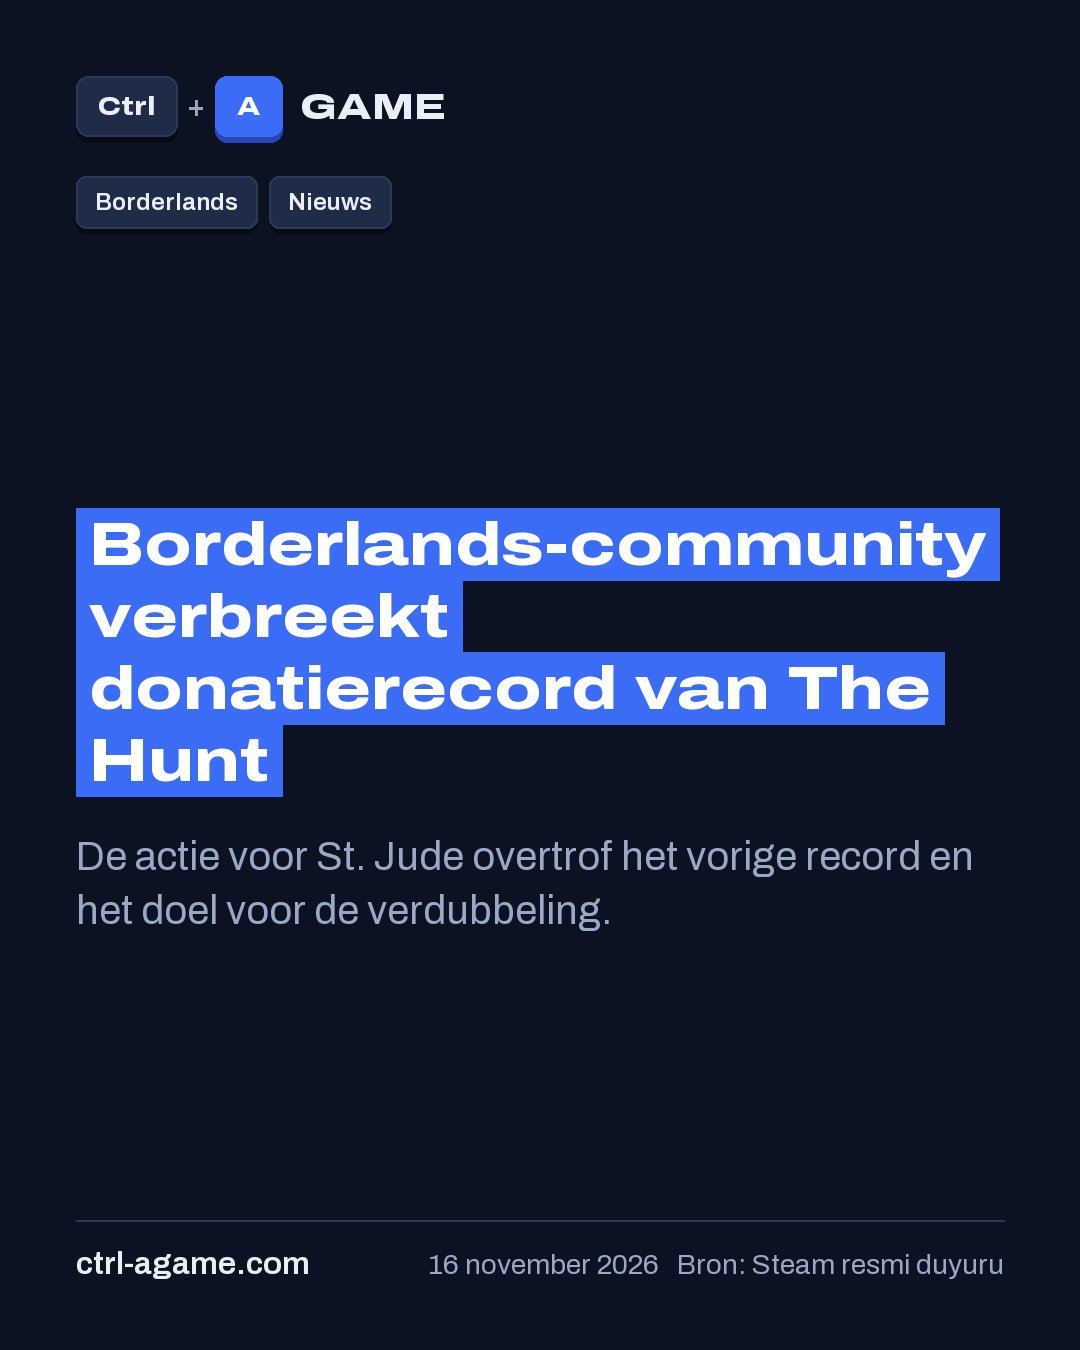 Ctrl + A GAME
Borderlands Nieuws
Borderlands-community
verbreekt
donatierecord van The
Hunt
De actie voor St. Jude overtrof het vorige record en
het doel voor de verdubbeling.
ctrl-agame.com 16 november 2026 Bron: Steam resmi duyuru